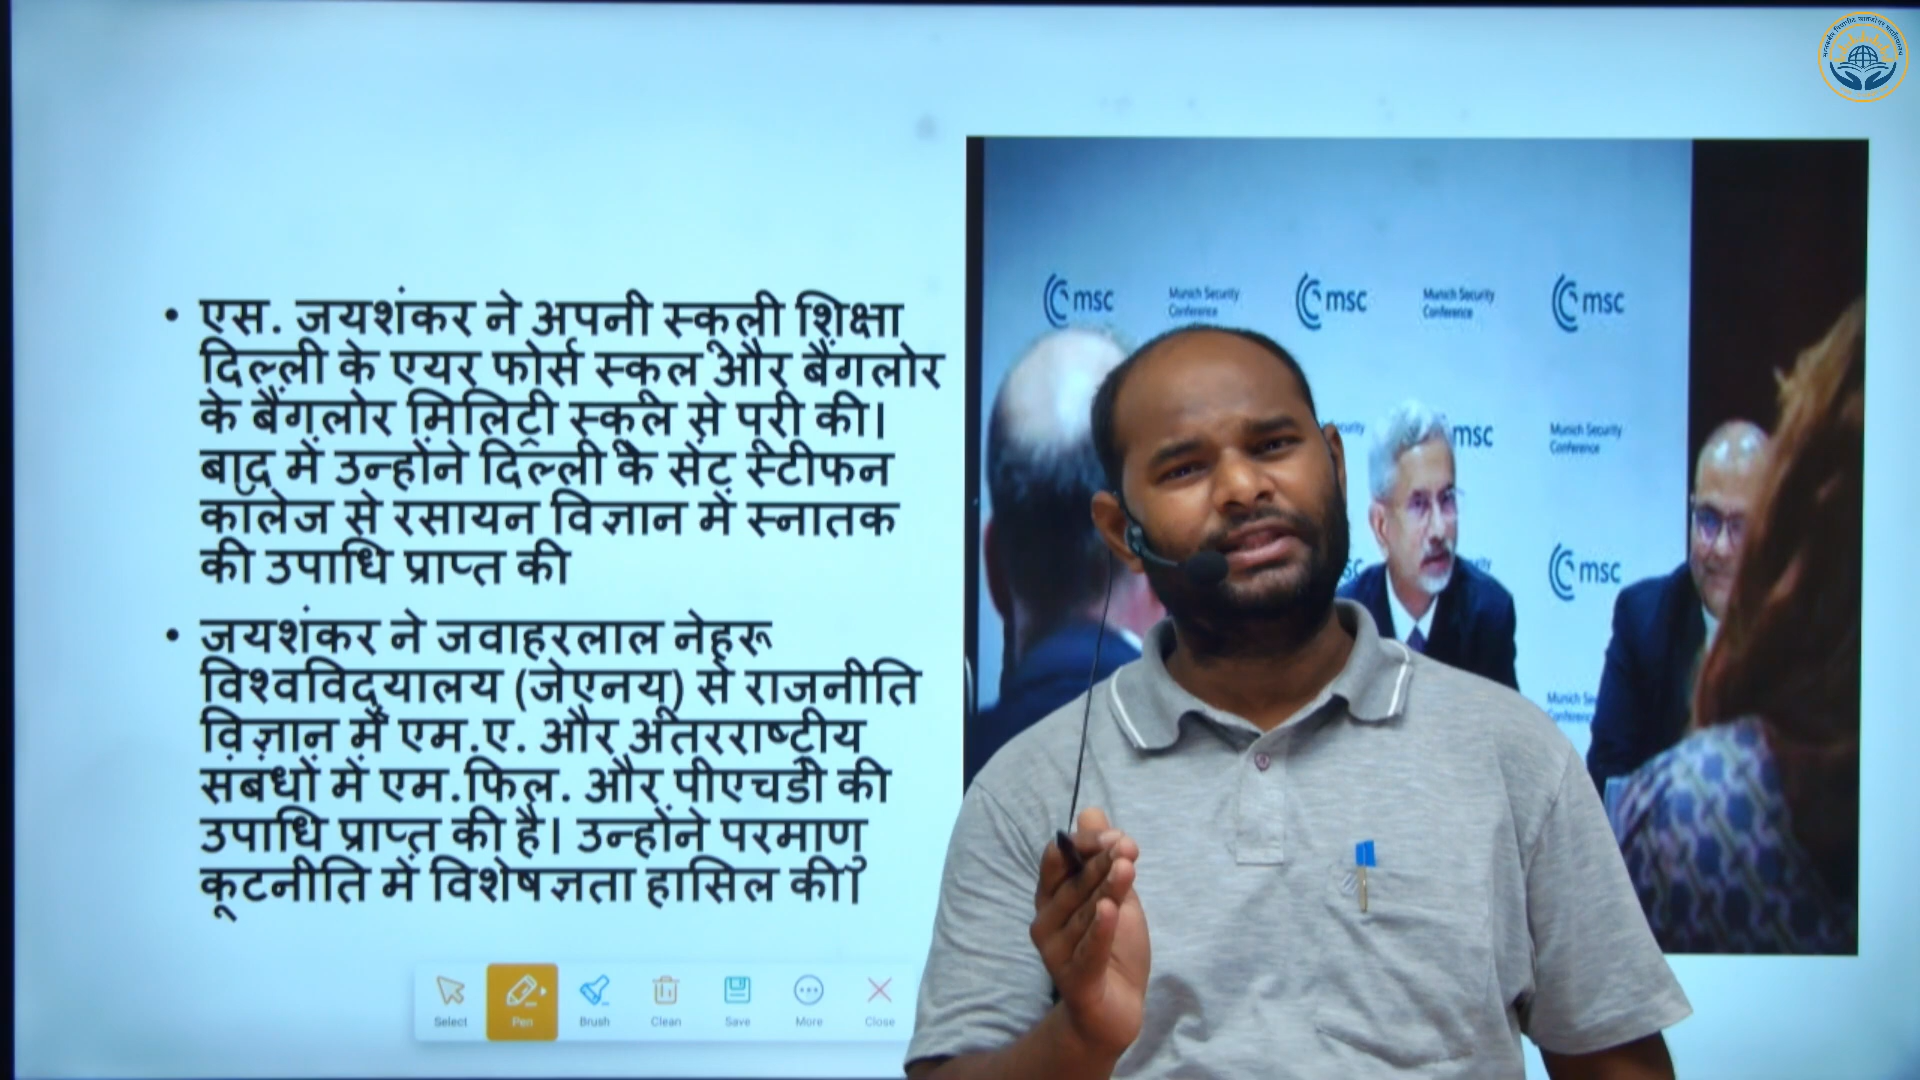 • एस. जयशंकर ने अपनी स्कूली शिक्षा
दिल्ली के एयर फोर्स स्कूल और बैंगलोर
के बैंगलोर मिलिट्री स्कूल से पूरी की।
बाद में उन्होंने दिल्ली के सेंट स्टीफन
कॉलेज से रसायन विज्ञान में स्नातक
की उपाधि प्राप्त की
• जयशंकर ने जवाहरलाल नेहरू
विश्वविद्यालय (जेएनयू) से राजनीति
विज्ञान में एम.ए. और अंतरराष्ट्रीय
संबंधों में एम.फिल. और पीएचडी की
उपाधि प्राप्त की है। उन्होंने परमाणु
कूटनीति में विशेषज्ञता हासिल की।
msc Munich Security Conference msc Munich Security Conference msc
msc Munich Security Conference
msc
Select Pen Brush Clean Save More Close